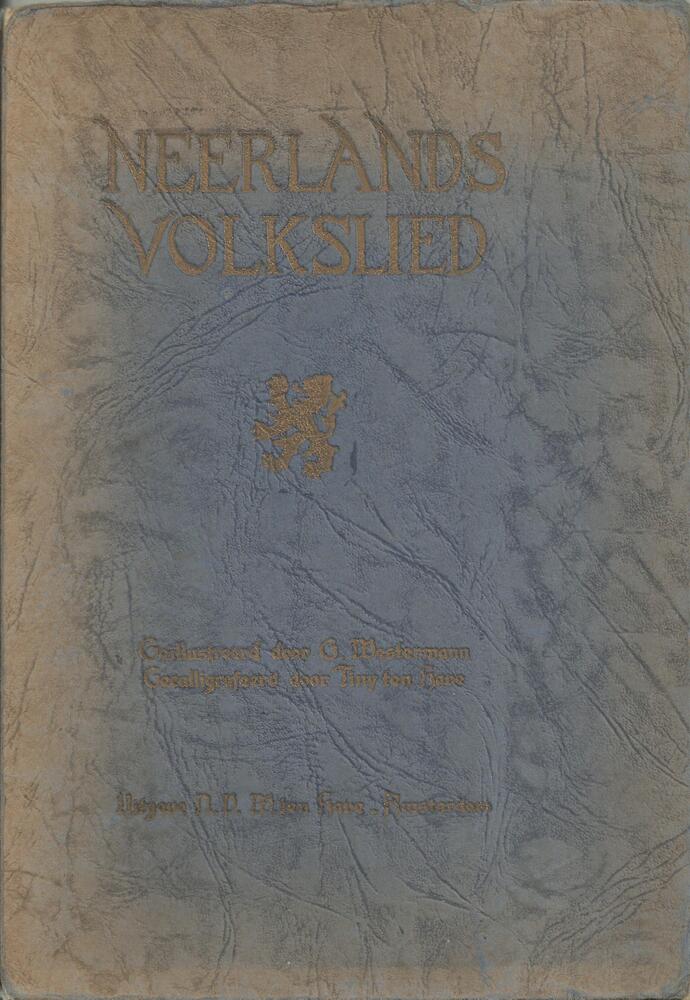 NEERLANDS
VOLKSLIED
Geïllustreerd door G. Westermann
Gecalligrafeerd door Tiny ten Have
Uitgave N.V. W ten Have - Amsterdam